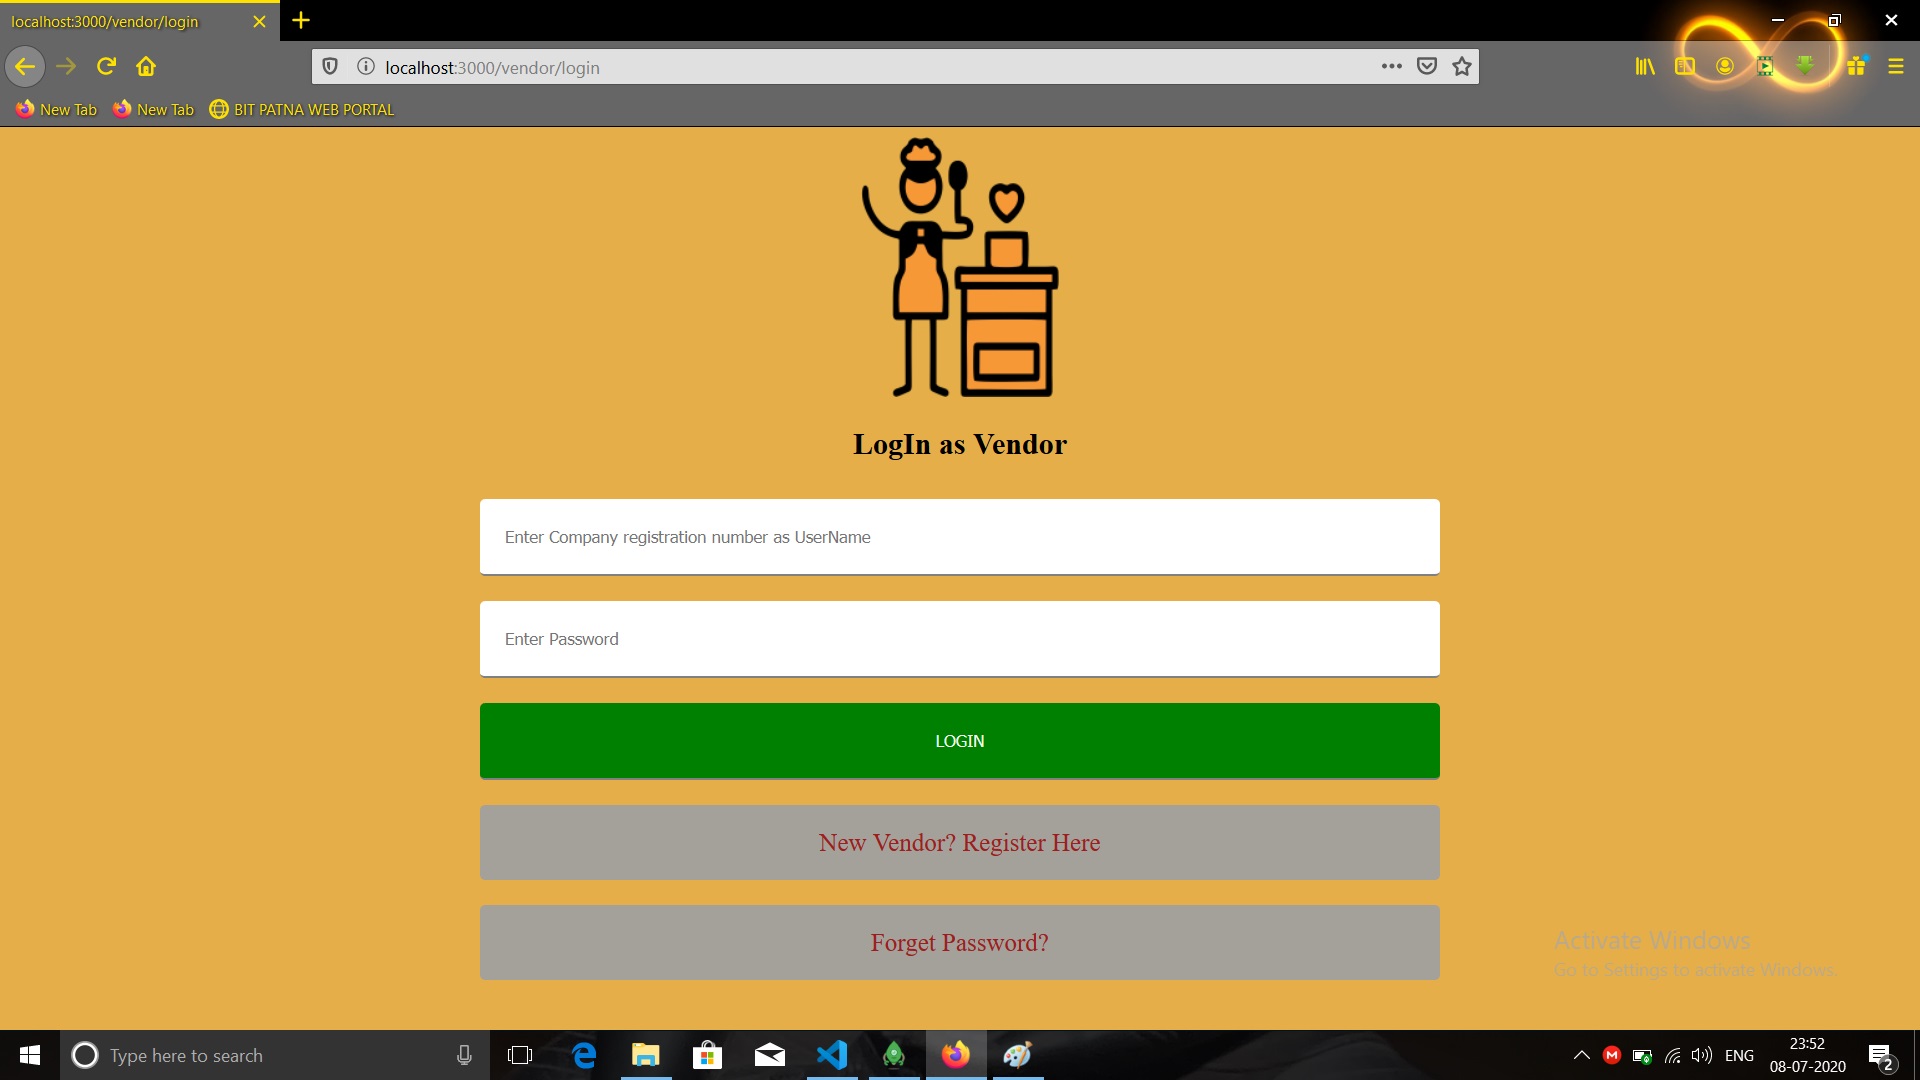 localhost:3000/vendor/login
localhost:3000/vendor/login
New Tab New Tab BIT PATNA WEB PORTAL
LogIn as Vendor
Enter Company registration number as UserName
Enter Password
LOGIN
New Vendor? Register Here
Forget Password?
Activate Windows
Go to Settings to activate Windows.
Type here to search
ENG
23:52
08-07-2020
2